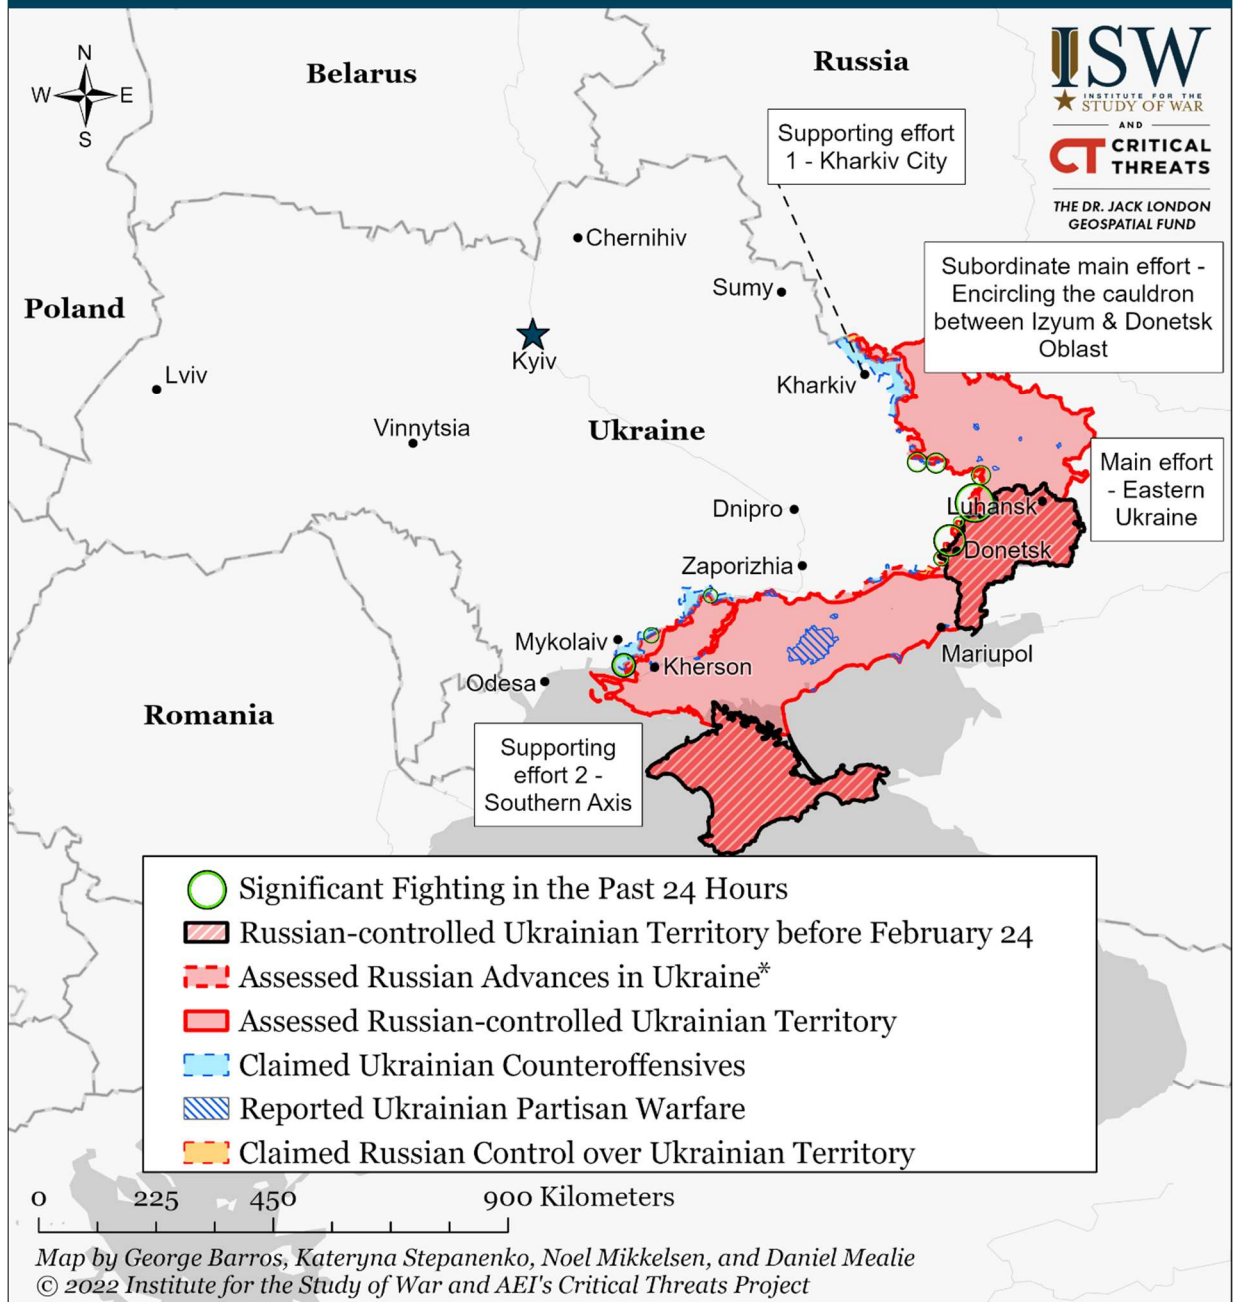 N
W E
S
Belarus
Russia
ISW
INSTITUTE FOR THE
STUDY OF WAR
AND
CT CRITICAL
THREATS
THE DR. JACK LONDON
GEOSPATIAL FUND
Supporting effort
1 - Kharkiv City
Chernihiv
Subordinate main effort -
Encircling the cauldron
between Izyum & Donetsk
Oblast
Sumy
Poland
Kyiv
Lviv
Kharkiv
Vinnytsia
Ukraine
Main effort
- Eastern
Ukraine
Luhansk
Dnipro
Donetsk
Zaporizhia
Mykolaiv
Mariupol
Kherson
Odesa
Romania
Supporting
effort 2 -
Southern Axis
Significant Fighting in the Past 24 Hours
Russian-controlled Ukrainian Territory before February 24
Assessed Russian Advances in Ukraine*
Assessed Russian-controlled Ukrainian Territory
Claimed Ukrainian Counteroffensives
Reported Ukrainian Partisan Warfare
Claimed Russian Control over Ukrainian Territory
0 225 450 900 Kilometers
Map by George Barros, Kateryna Stepanenko, Noel Mikkelsen, and Daniel Mealie
© 2022 Institute for the Study of War and AEI's Critical Threats Project